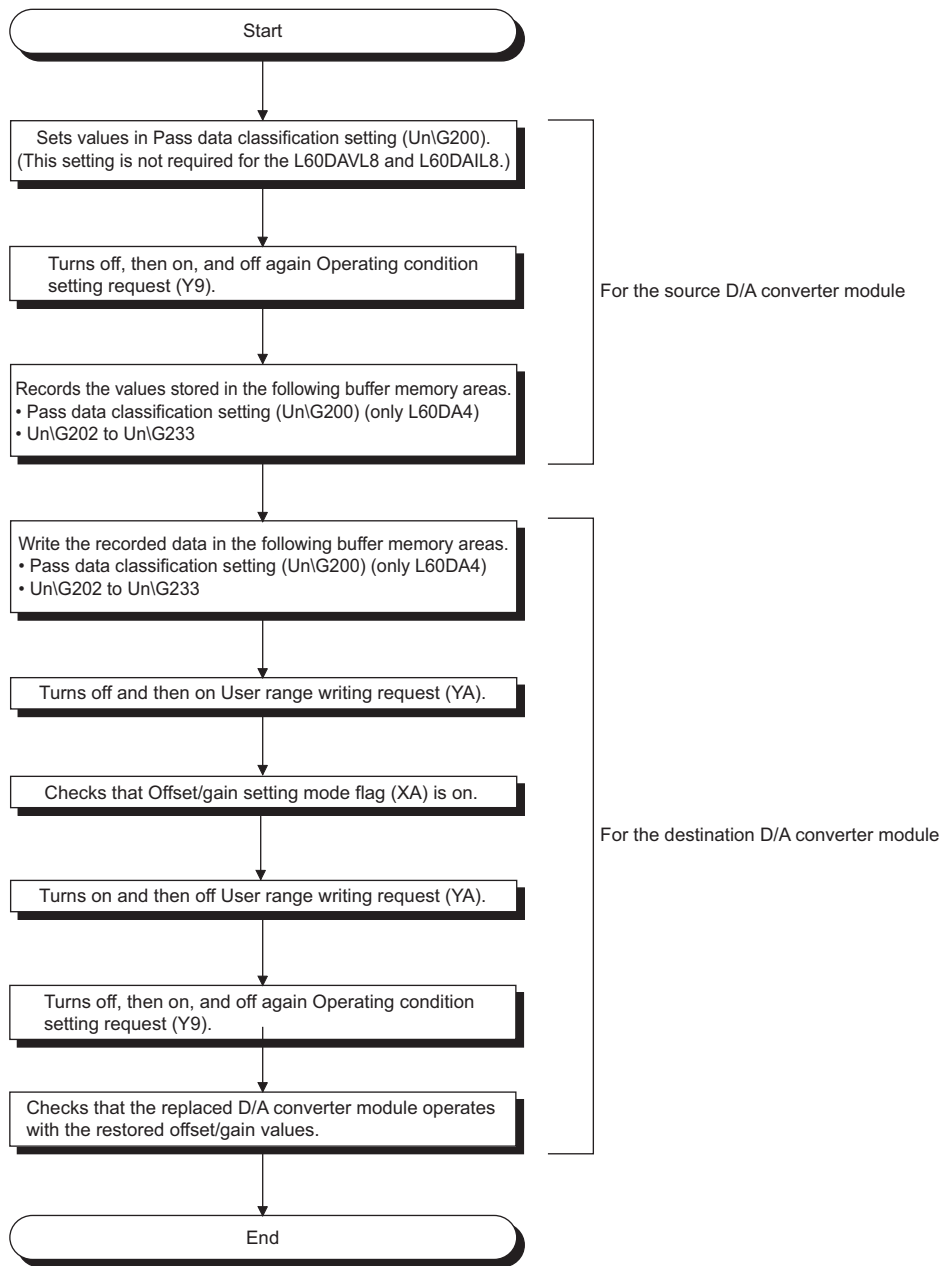 Start
Sets values in Pass data classification setting (Un\G200).
(This setting is not required for the L60DAVL8 and L60DAIL8.)
Turns off, then on, and off again Operating condition
setting request (Y9).
For the source D/A converter module
Records the values stored in the following buffer memory areas.
• Pass data classification setting (Un\G200) (only L60DA4)
• Un\G202 to Un\G233
Write the recorded data in the following buffer memory areas.
• Pass data classification setting (Un\G200) (only L60DA4)
• Un\G202 to Un\G233
Turns off and then on User range writing request (YA).
Checks that Offset/gain setting mode flag (XA) is on.
For the destination D/A converter module
Turns on and then off User range writing request (YA).
Turns off, then on, and off again Operating condition
setting request (Y9).
Checks that the replaced D/A converter module operates
with the restored offset/gain values.
End